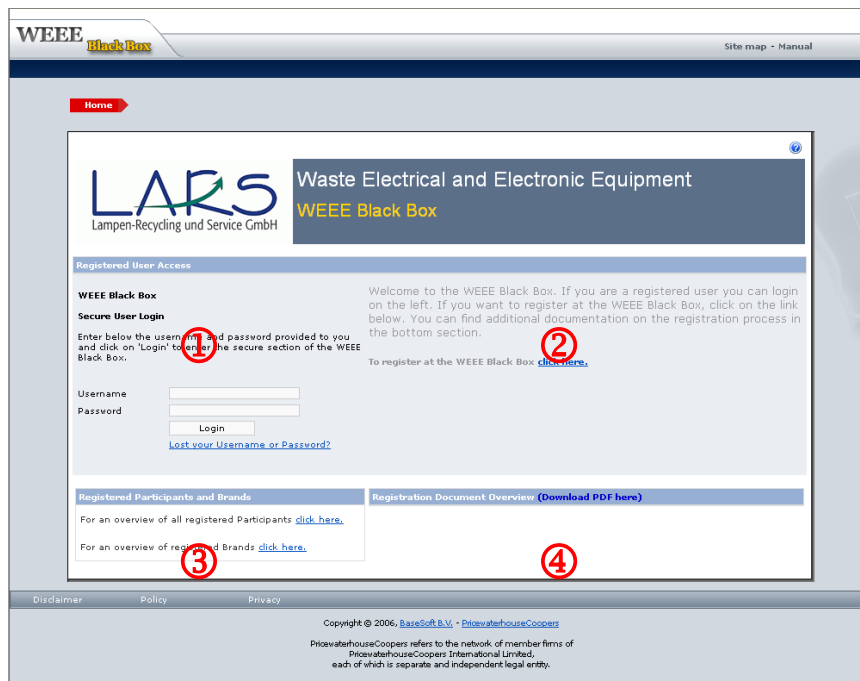 WEEE
Black Box
Site map - Manual
Home
LARS
Lampen-Recycling und Service GmbH
Waste Electrical and Electronic Equipment
WEEE Black Box
Registered User Access
WEEE Black Box
Secure User Login
Enter below the username and password provided to you
and click on 'Login' to enter the secure section of the WEEE
Black Box.
①
Username
Password
Login
Lost your Username or Password?
Welcome to the WEEE Black Box. If you are a registered user you can login
on the left. If you want to register at the WEEE Black Box, click on the link
below. You can find additional documentation on the registration process in
the bottom section.
②
To register at the WEEE Black Box click here.
Registered Participants and Brands
For an overview of all registered Participants click here.
For an overview of registered Brands click here.
③
Registration Document Overview (Download PDF here)
④
Disclaimer Policy Privacy
Copyright © 2006, BaseSoft B.V. - PricewaterhouseCoopers
PricewaterhouseCoopers refers to the network of member firms of
PricewaterhouseCoopers International Limited,
each of which is separate and independent legal entity.